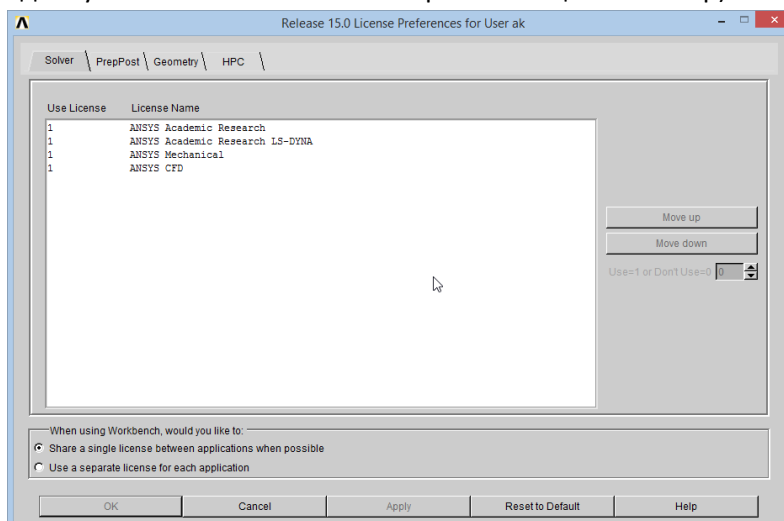 Release 15.0 License Preferences for User ak
Solver PrepPost Geometry HPC
Use License License Name
1 ANSYS Academic Research
1 ANSYS Academic Research LS-DYNA
1 ANSYS Mechanical
1 ANSYS CFD
Move up
Move down
Use=1 or Don't Use=0 0
When using Workbench, would you like to:
Share a single license between applications when possible
Use a separate license for each application
OK Cancel Apply Reset to Default Help